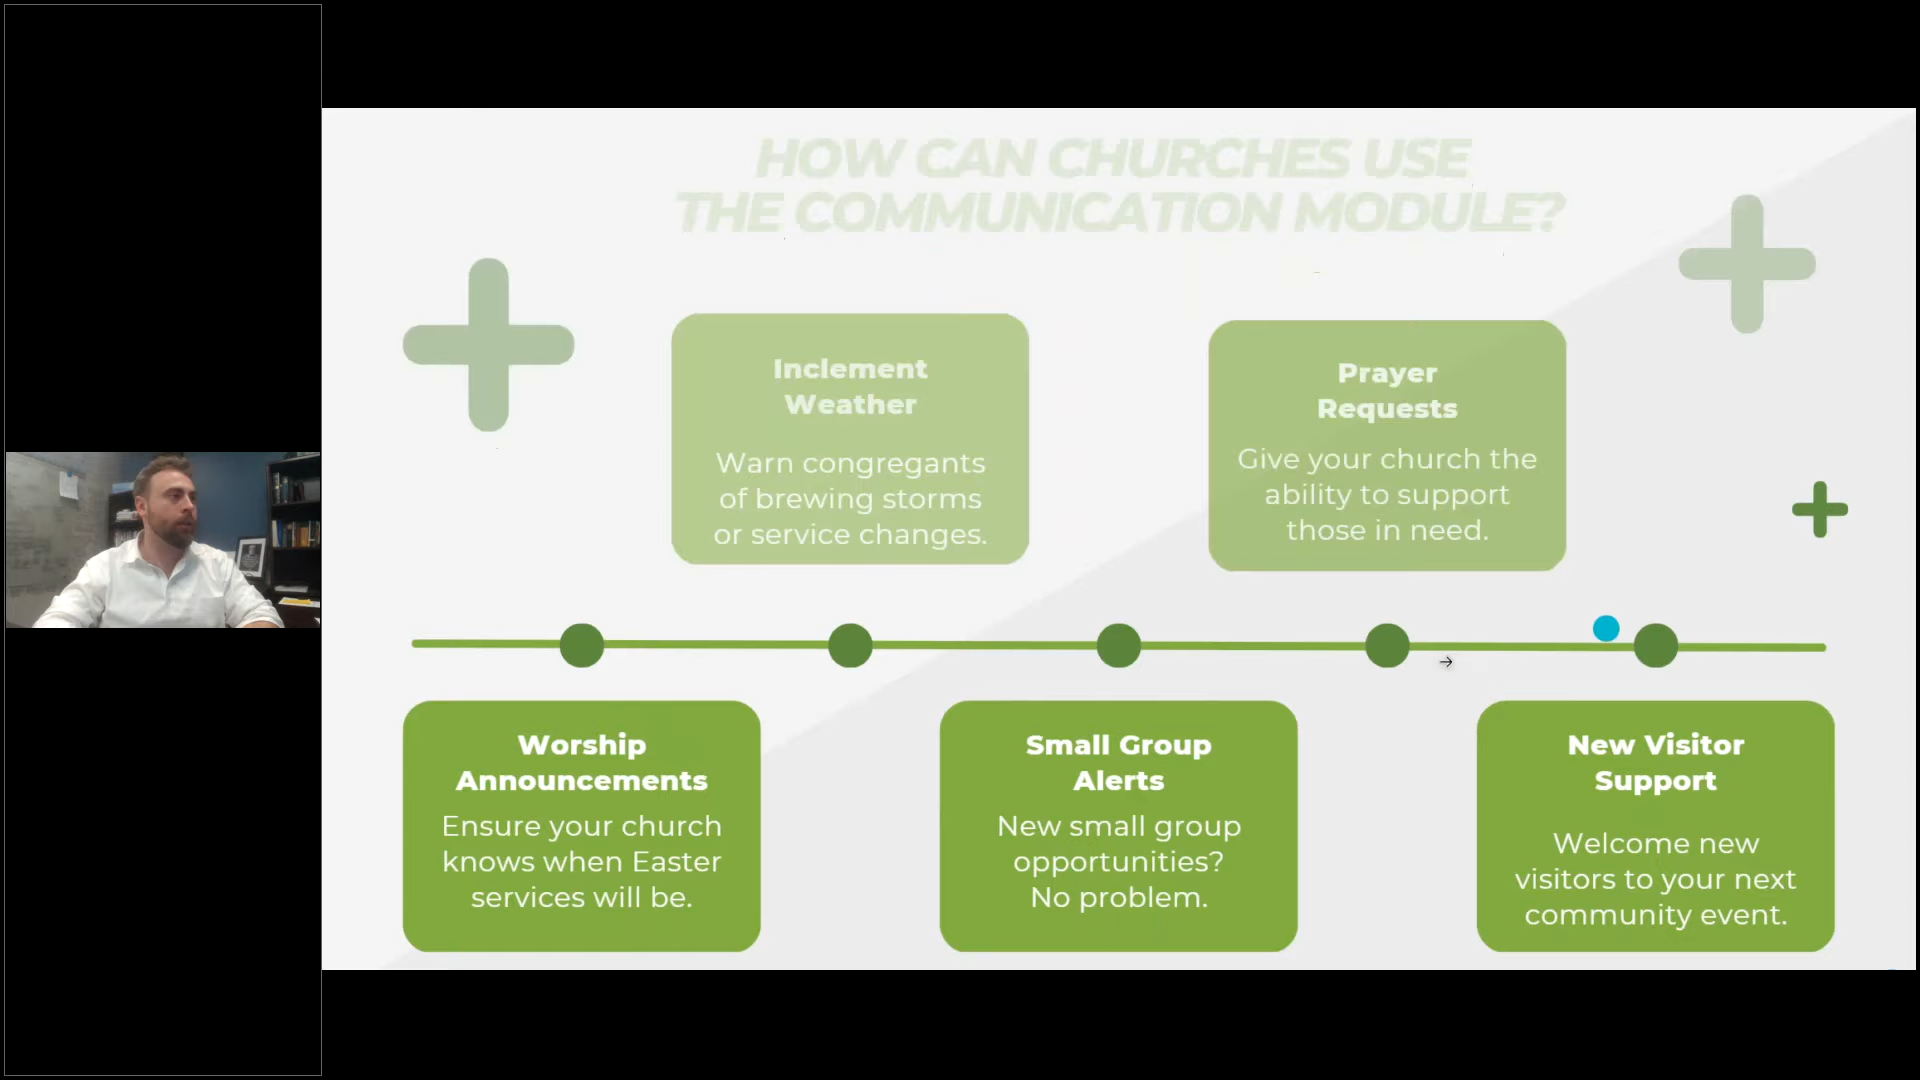 HOW CAN CHURCHES USE
THE COMMUNICATION MODULE?
Inclement
Weather
Warn congregants
of brewing storms
or service changes.
Prayer
Requests
Give your church the
ability to support
those in need.
Worship
Announcements
Ensure your church
knows when Easter
services will be.
Small Group
Alerts
New small group
opportunities?
No problem.
New Visitor
Support
Welcome new
visitors to your next
community event.